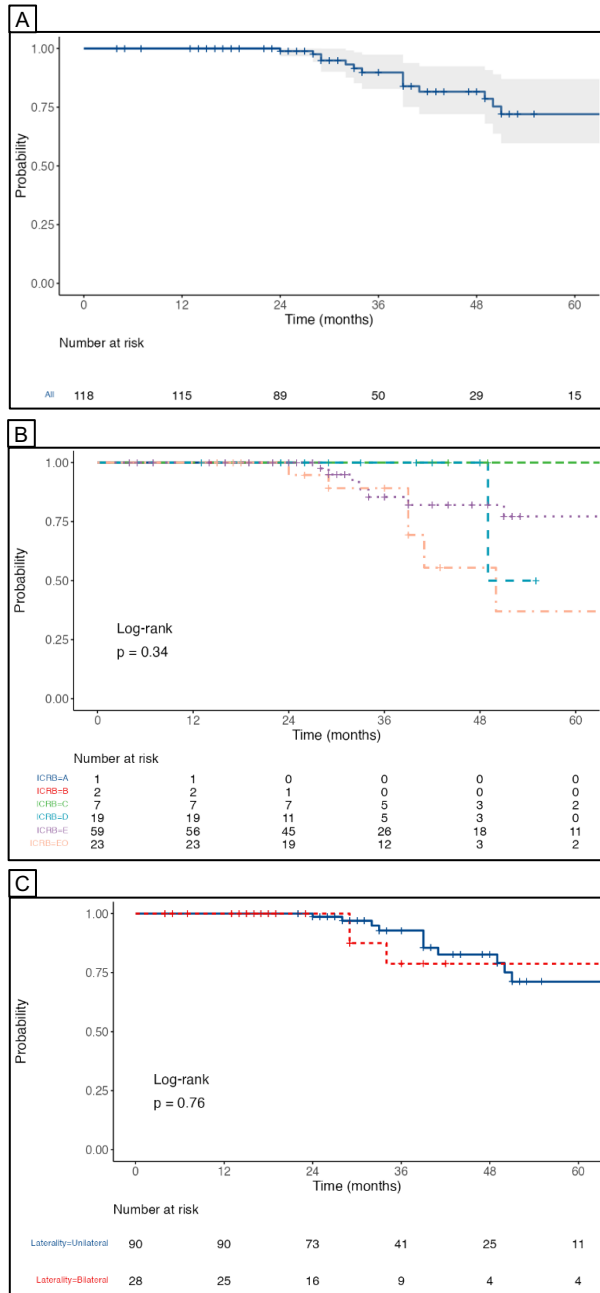 A
1.00
0.75
0.50
0.25
0.00
Probability
0 12 24 36 48 60
Time (months)
Number at risk
All 118 115 89 50 29 15
B
1.00
0.75
0.50
0.25
0.00
Probability
Log-rank
p = 0.34
0 12 24 36 48 60
Time (months)
Number at risk
ICRB=A 1 1 0 0 0 0
ICRB=B 2 2 1 0 0 0
ICRB=C 7 7 7 5 3 2
ICRB=D 19 19 11 5 3 0
ICRB=E 59 56 45 26 18 11
ICRB=EO 23 23 19 12 3 2
C
1.00
0.75
0.50
0.25
0.00
Probability
Log-rank
p = 0.76
0 12 24 36 48 60
Time (months)
Number at risk
Laterality=Unilateral 90 90 73 41 25 11
Laterality=Bilateral 28 25 16 9 4 4